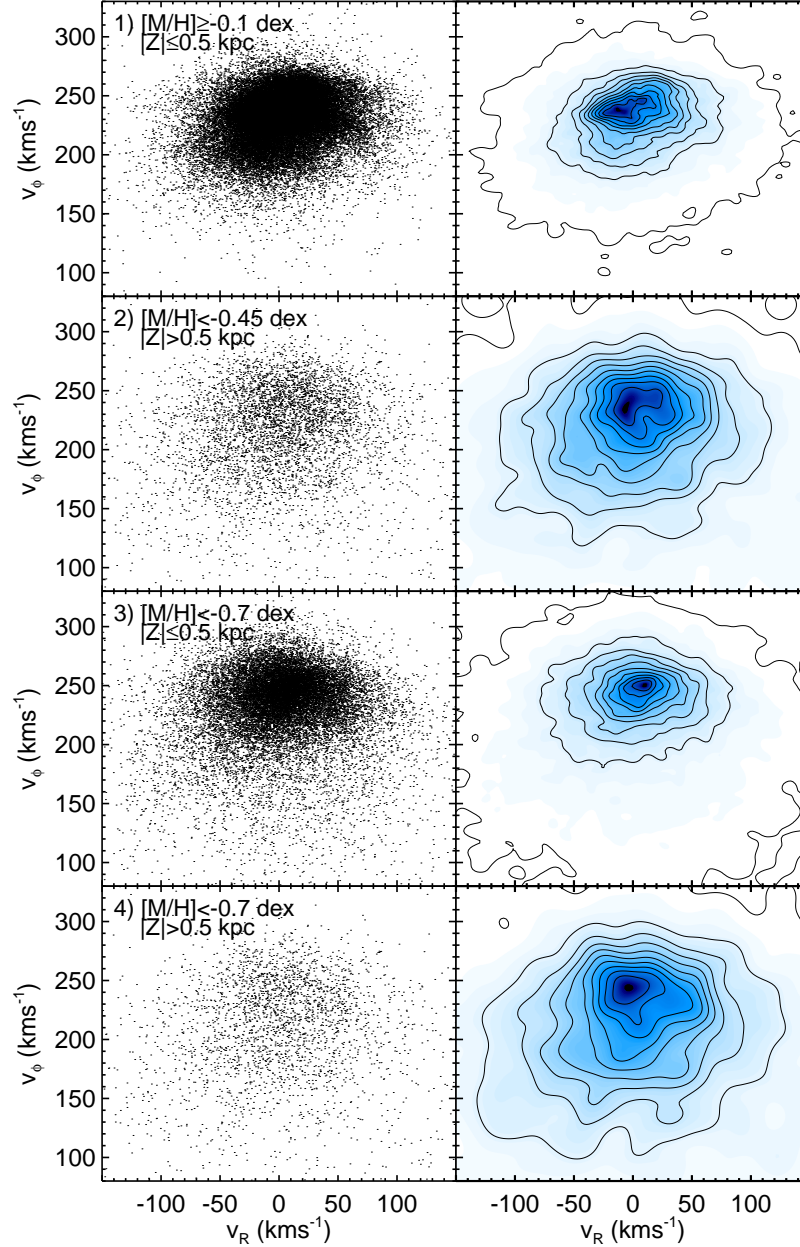 1) [M/H]≥-0.1 dex
|Z|≤0.5 kpc
300
250
200
150
100
vϕ (kms⁻¹)
2) [M/H]<-0.45 dex
|Z|>0.5 kpc
300
250
200
150
100
vϕ (kms⁻¹)
3) [M/H]<-0.7 dex
|Z|≤0.5 kpc
300
250
200
150
100
vϕ (kms⁻¹)
4) [M/H]<-0.7 dex
|Z|>0.5 kpc
300
250
200
150
100
vϕ (kms⁻¹)
-100 -50 0 50 100
-100 -50 0 50 100
vR (kms⁻¹)
vR (kms⁻¹)